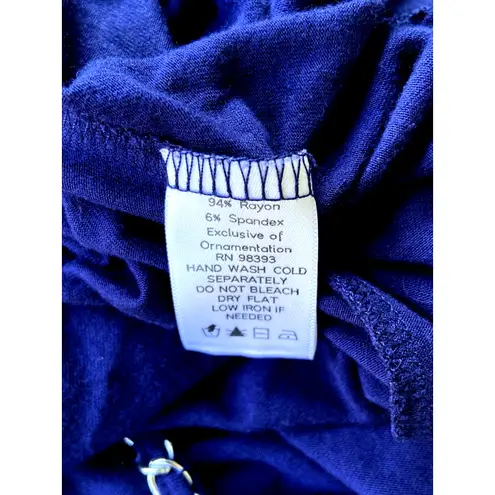 94% Rayon
6% Spandex
Exclusive of
Ornamentation
RN 98393
HAND WASH COLD
SEPARATELY
DO NOT BLEACH
DRY FLAT
LOW IRON IF
NEEDED